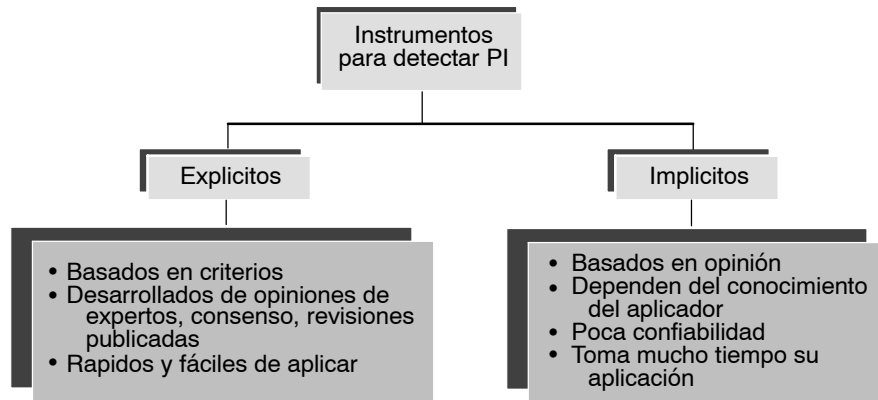 Instrumentos
para detectar PI
Explicitos
Implicitos
• Basados en criterios
• Desarrollados de opiniones de
expertos, consenso, revisiones
publicadas
• Rapidos y fáciles de aplicar
• Basados en opinión
• Dependen del conocimiento
del aplicador
• Poca confiabilidad
• Toma mucho tiempo su
aplicación